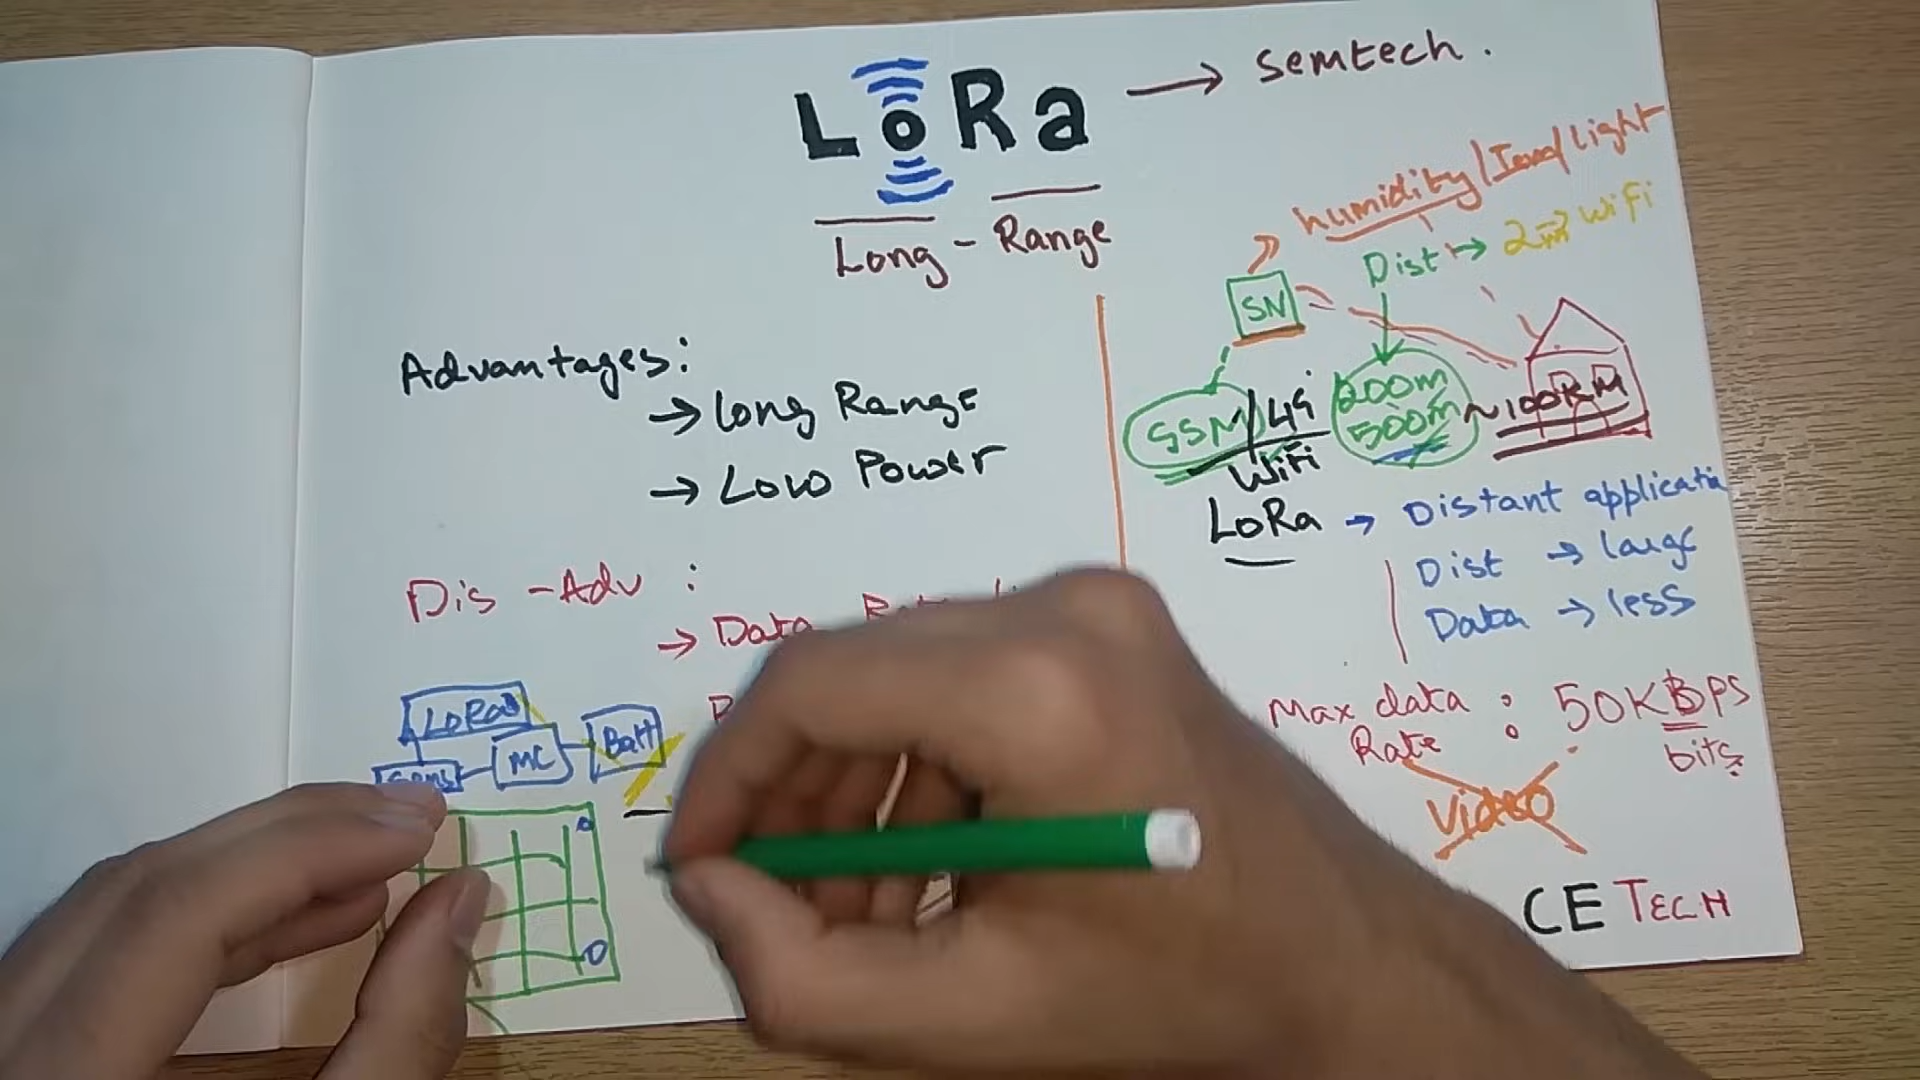 LoRa → Semtech.
Long - Range
Advantages:
→ Long Range
→ Low Power
Dis -Adv :
→ Data
LoRa
MC
Batt
humidity/ /Light
Dist → 2m WiFi
SN
GSM/4G
WiFi
200m
500m
~100KM
LoRa → Distant applicatio
Dist → large
Data → less
Max data : 50KBPS
Rate : bits
Video
CE TECH